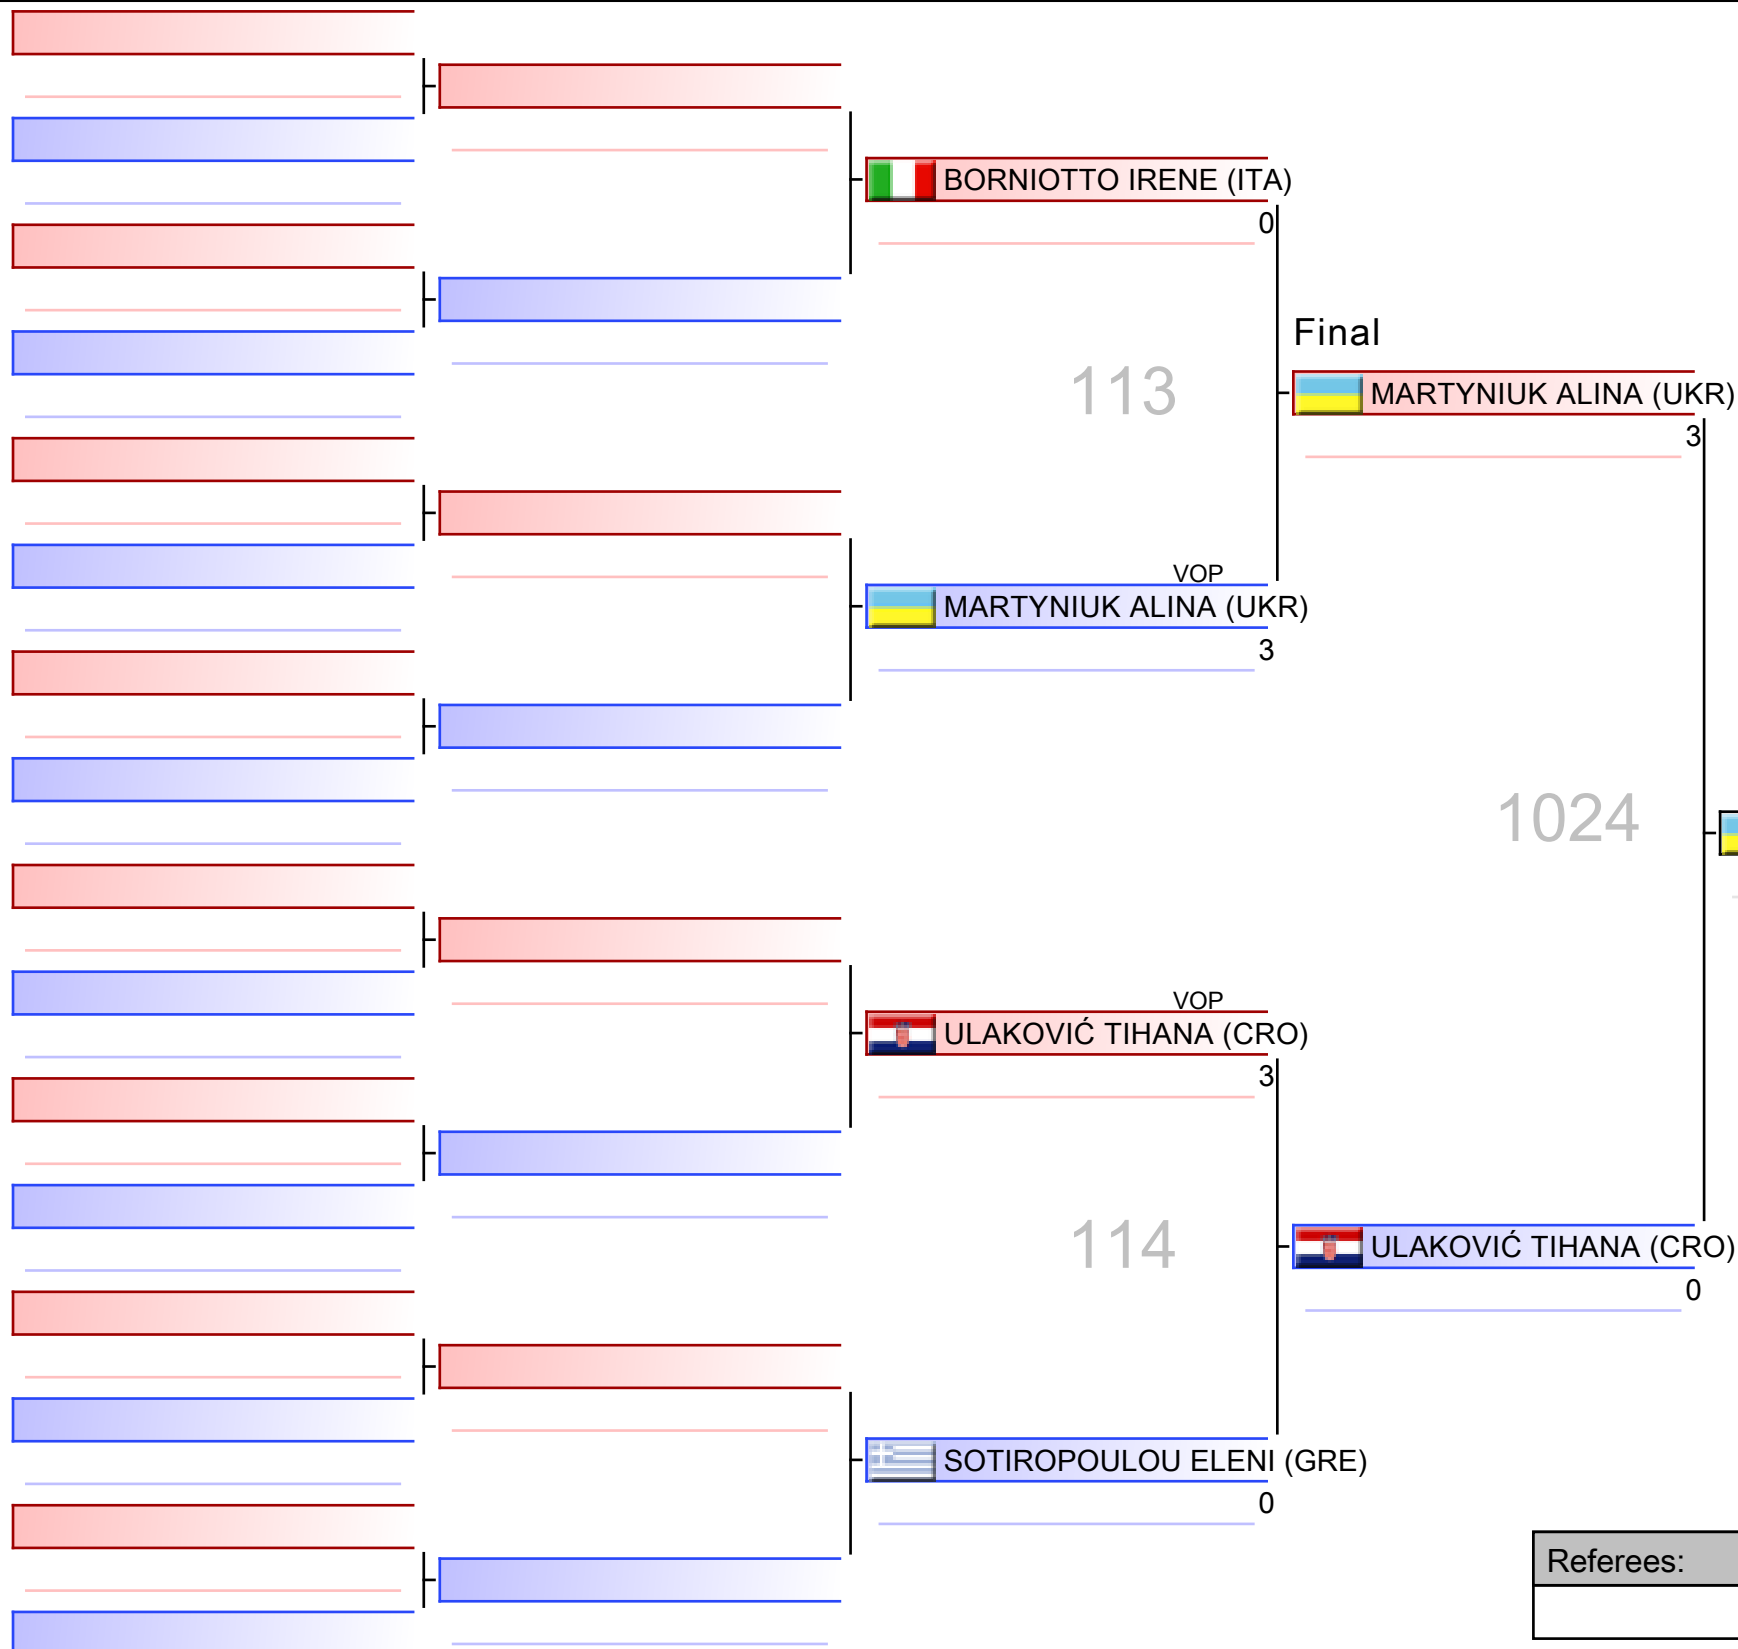 BORNIOTTO IRENE (ITA)
0
Final
113
MARTYNIUK ALINA (UKR)
3
VOP
MARTYNIUK ALINA (UKR)
3
1024
VOP
ULAKOVIĆ TIHANA (CRO)
3
114
ULAKOVIĆ TIHANA (CRO)
0
SOTIROPOULOU ELENI (GRE)
0
Referees: